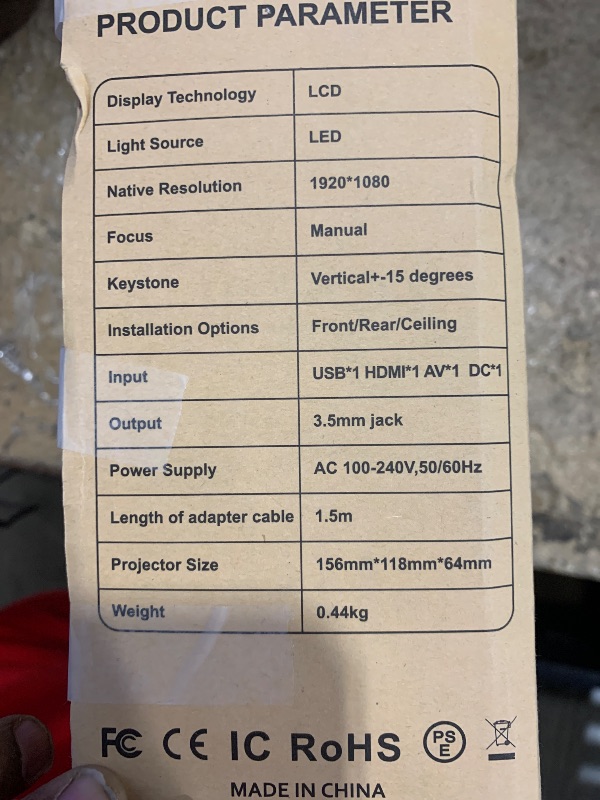 PRODUCT PARAMETER
Display Technology LCD
Light Source LED
Native Resolution 1920*1080
Focus Manual
Keystone Vertical+-15 degrees
Installation Options Front/Rear/Ceiling
Input USB*1 HDMI*1 AV*1 DC*1
Output 3.5mm jack
Power Supply AC 100-240V,50/60Hz
Length of adapter cable 1.5m
Projector Size 156mm*118mm*64mm
Weight 0.44kg
FC CE IC RoHS PS E
MADE IN CHINA